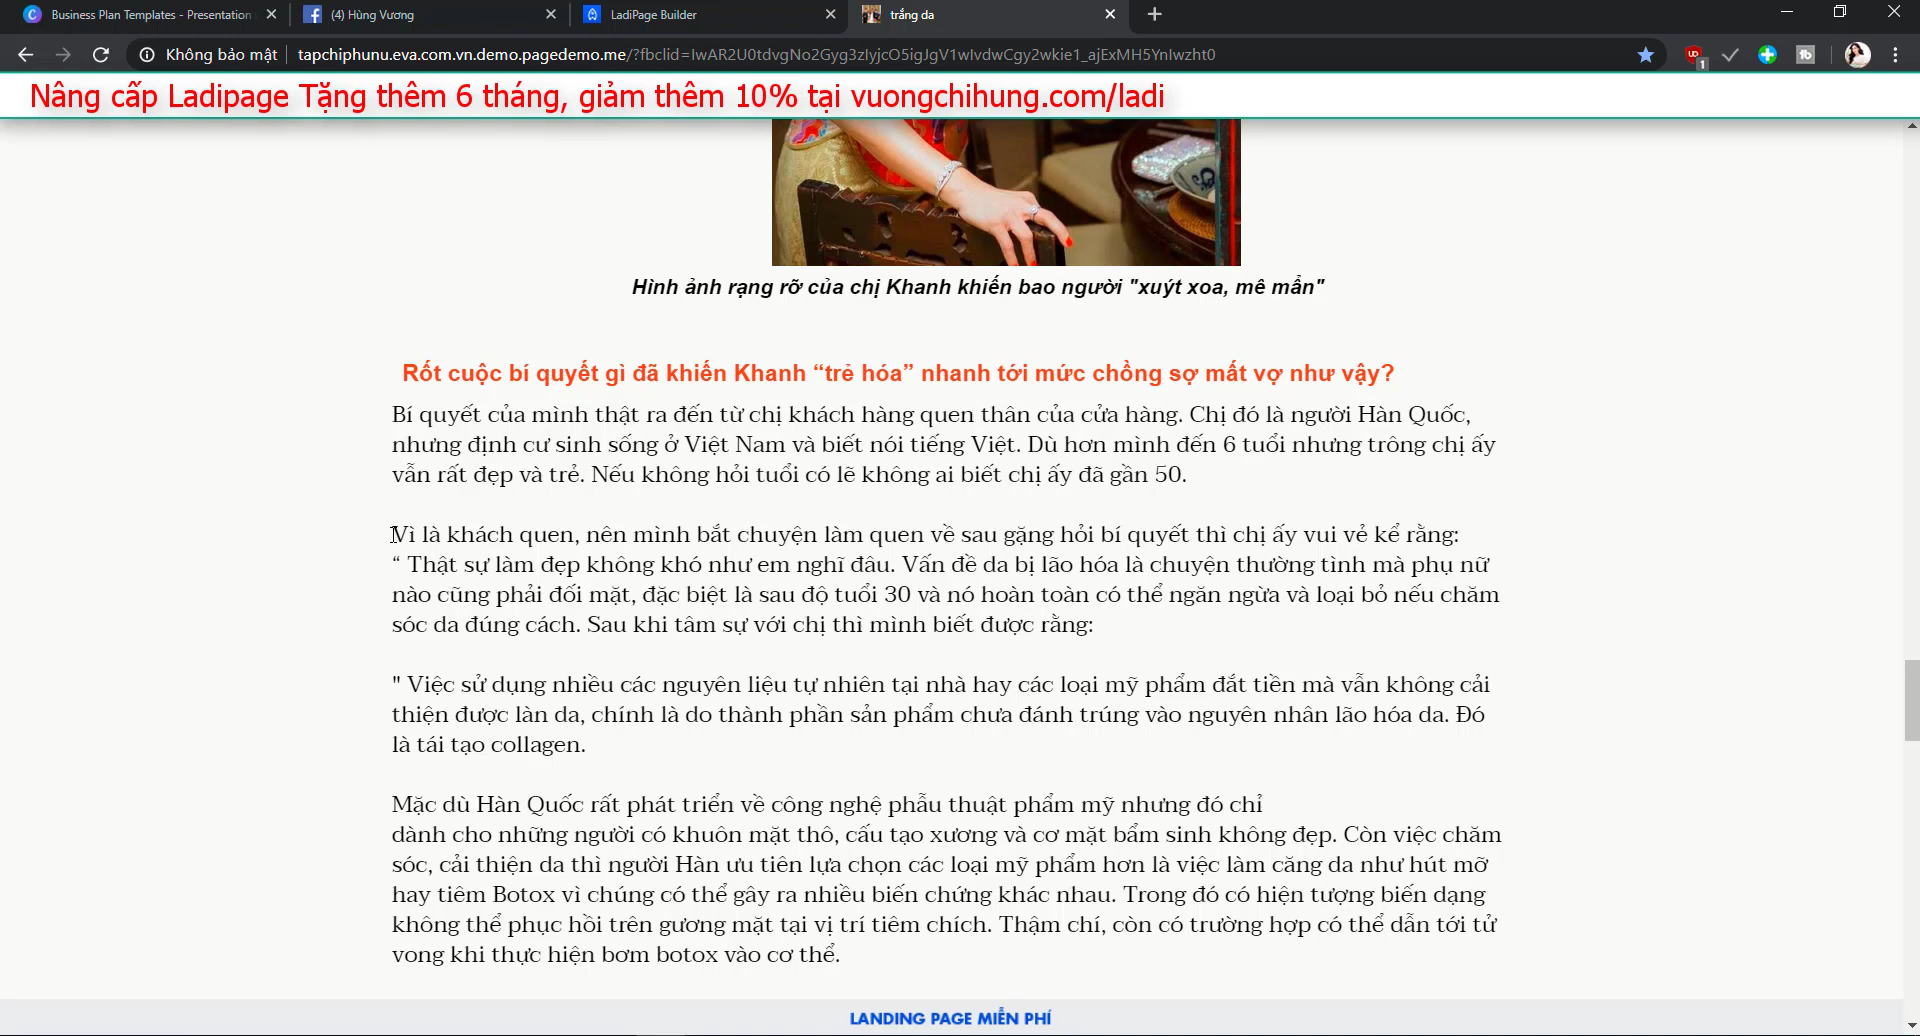 Business Plan Templates - Presentation
(4) Hùng Vương
LadiPage Builder
trắng da
Không bảo mật
tapchiphunu.eva.com.vn.demo.pagedemo.me/?fbclid=IwAR2U0tdvgNo2Gyg3zIyjcO5igJgV1wIvdwCgy2wkie1_ajExMH5YnIwzht0
1
Nâng cấp Ladipage Tặng thêm 6 tháng, giảm thêm 10% tại vuongchihung.com/ladi
Hình ảnh rạng rỡ của chị Khanh khiến bao người "xuýt xoa, mê mẩn"
Rốt cuộc bí quyết gì đã khiến Khanh “trẻ hóa” nhanh tới mức chồng sợ mất vợ như vậy?
Bí quyết của mình thật ra đến từ chị khách hàng quen thân của cửa hàng. Chị đó là người Hàn Quốc,
nhưng định cư sinh sống ở Việt Nam và biết nói tiếng Việt. Dù hơn mình đến 6 tuổi nhưng trông chị ấy
vẫn rất đẹp và trẻ. Nếu không hỏi tuổi có lẽ không ai biết chị ấy đã gần 50.
Vì là khách quen, nên mình bắt chuyện làm quen về sau gặng hỏi bí quyết thì chị ấy vui vẻ kể rằng:
“ Thật sự làm đẹp không khó như em nghĩ đâu. Vấn đề da bị lão hóa là chuyện thường tình mà phụ nữ
nào cũng phải đối mặt, đặc biệt là sau độ tuổi 30 và nó hoàn toàn có thể ngăn ngừa và loại bỏ nếu chăm
sóc da đúng cách. Sau khi tâm sự với chị thì mình biết được rằng:
" Việc sử dụng nhiều các nguyên liệu tự nhiên tại nhà hay các loại mỹ phẩm đắt tiền mà vẫn không cải
thiện được làn da, chính là do thành phần sản phẩm chưa đánh trúng vào nguyên nhân lão hóa da. Đó
là tái tạo collagen.
Mặc dù Hàn Quốc rất phát triển về công nghệ phẫu thuật phẩm mỹ nhưng đó chỉ
dành cho những người có khuôn mặt thô, cấu tạo xương và cơ mặt bẩm sinh không đẹp. Còn việc chăm
sóc, cải thiện da thì người Hàn ưu tiên lựa chọn các loại mỹ phẩm hơn là việc làm căng da như hút mỡ
hay tiêm Botox vì chúng có thể gây ra nhiều biến chứng khác nhau. Trong đó có hiện tượng biến dạng
không thể phục hồi trên gương mặt tại vị trí tiêm chích. Thậm chí, còn có trường hợp có thể dẫn tới tử
vong khi thực hiện bơm botox vào cơ thể.
LANDING PAGE MIỄN PHÍ